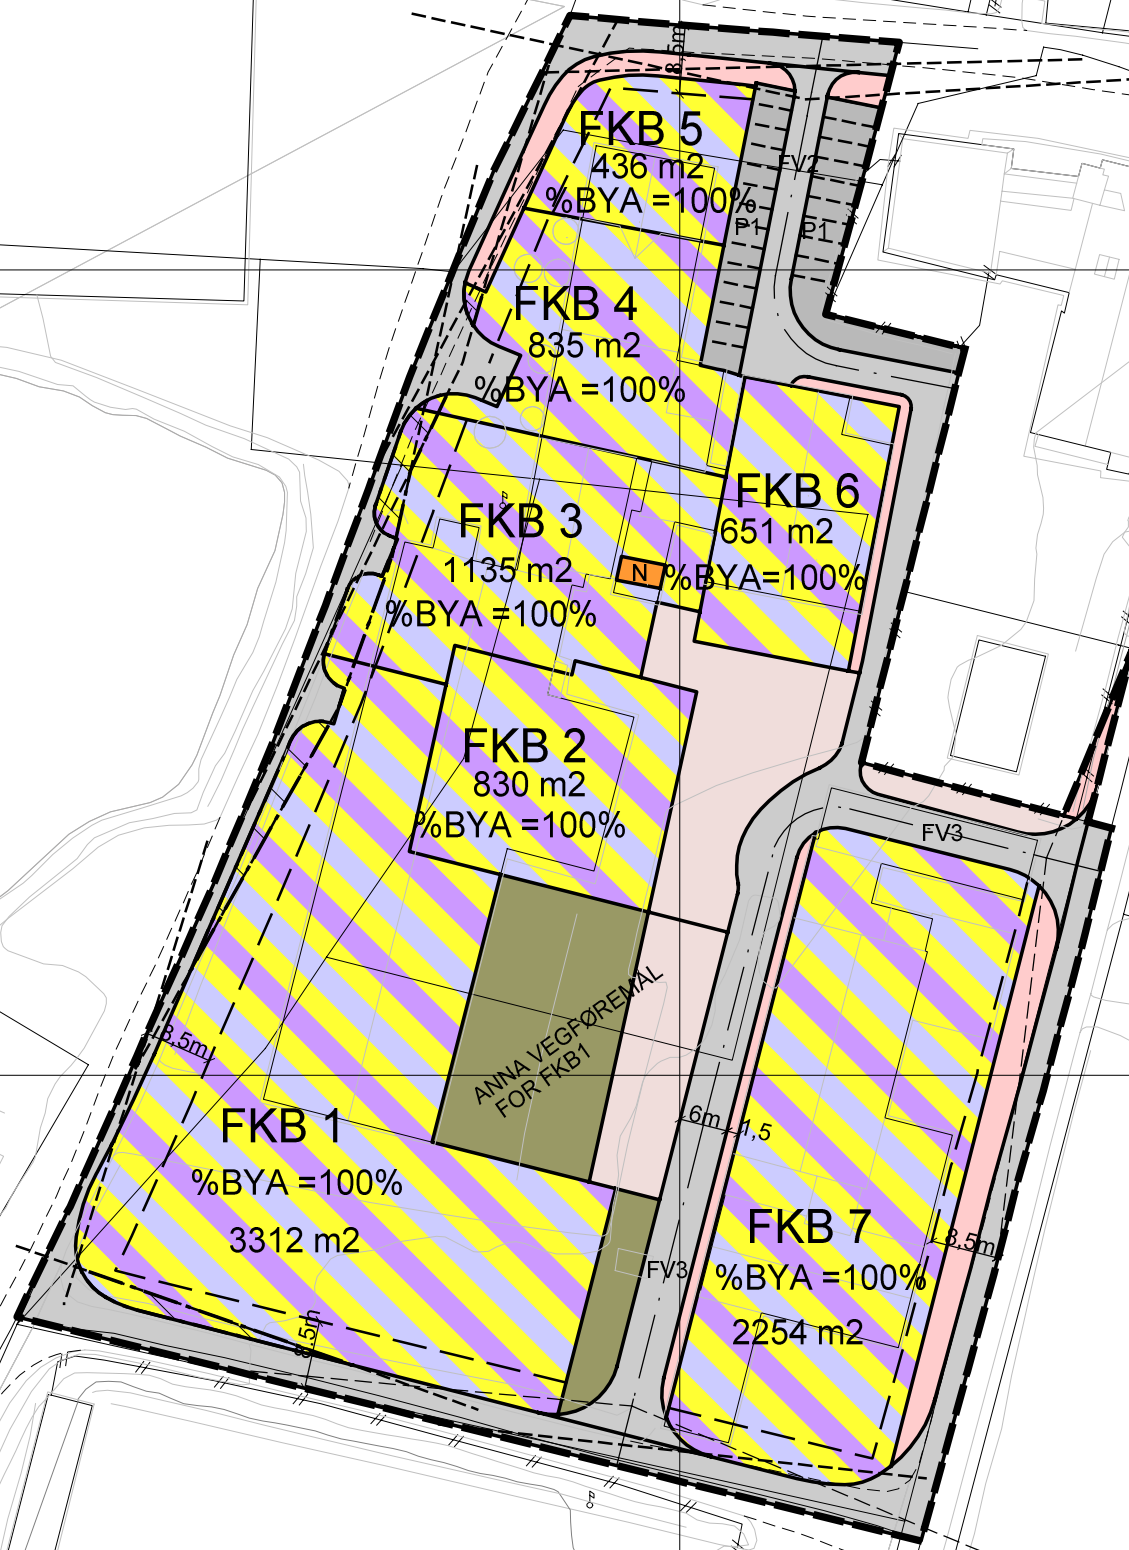 8,5m
FKB 5
436 m2
%BYA =100%
FV2
P1
P1
FKB 4
835 m2
%BYA =100%
FKB 6
651 m2
%BYA=100%
FKB 3
1135 m2
%BYA =100%
N
FKB 2
830 m2
%BYA =100%
FV3
ANNA VEGFØREMÅL
FOR FKB1
8,5m
FKB 1
%BYA =100%
3312 m2
6m
1,5
FKB 7
%BYA =100%
2254 m2
8,5m
FV3
8,5m